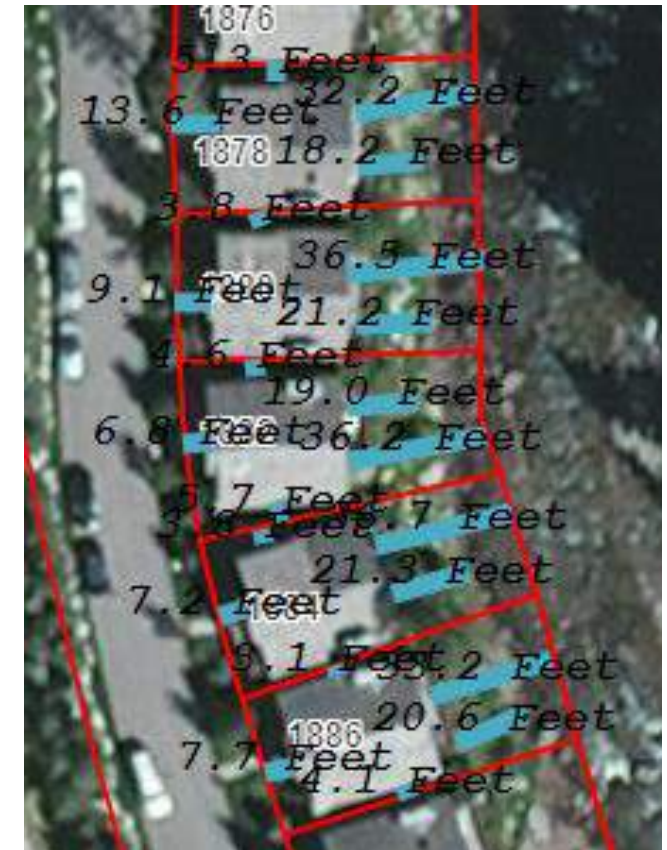 1876
5.3 Feet
32.2 Feet
13.6 Feet
1878
18.2 Feet
3.8 Feet
36.5 Feet
9.1 Feet
21.2 Feet
4.6 Feet
19.0 Feet
6.8 Feet
36.2 Feet
5.7 Feet
Feet
.7 Feet
21.3 Feet
7.2 Feet
1884
3.1 Feet
33.2 Feet
20.6 Feet
1886
7.7 Feet
4.1 Feet